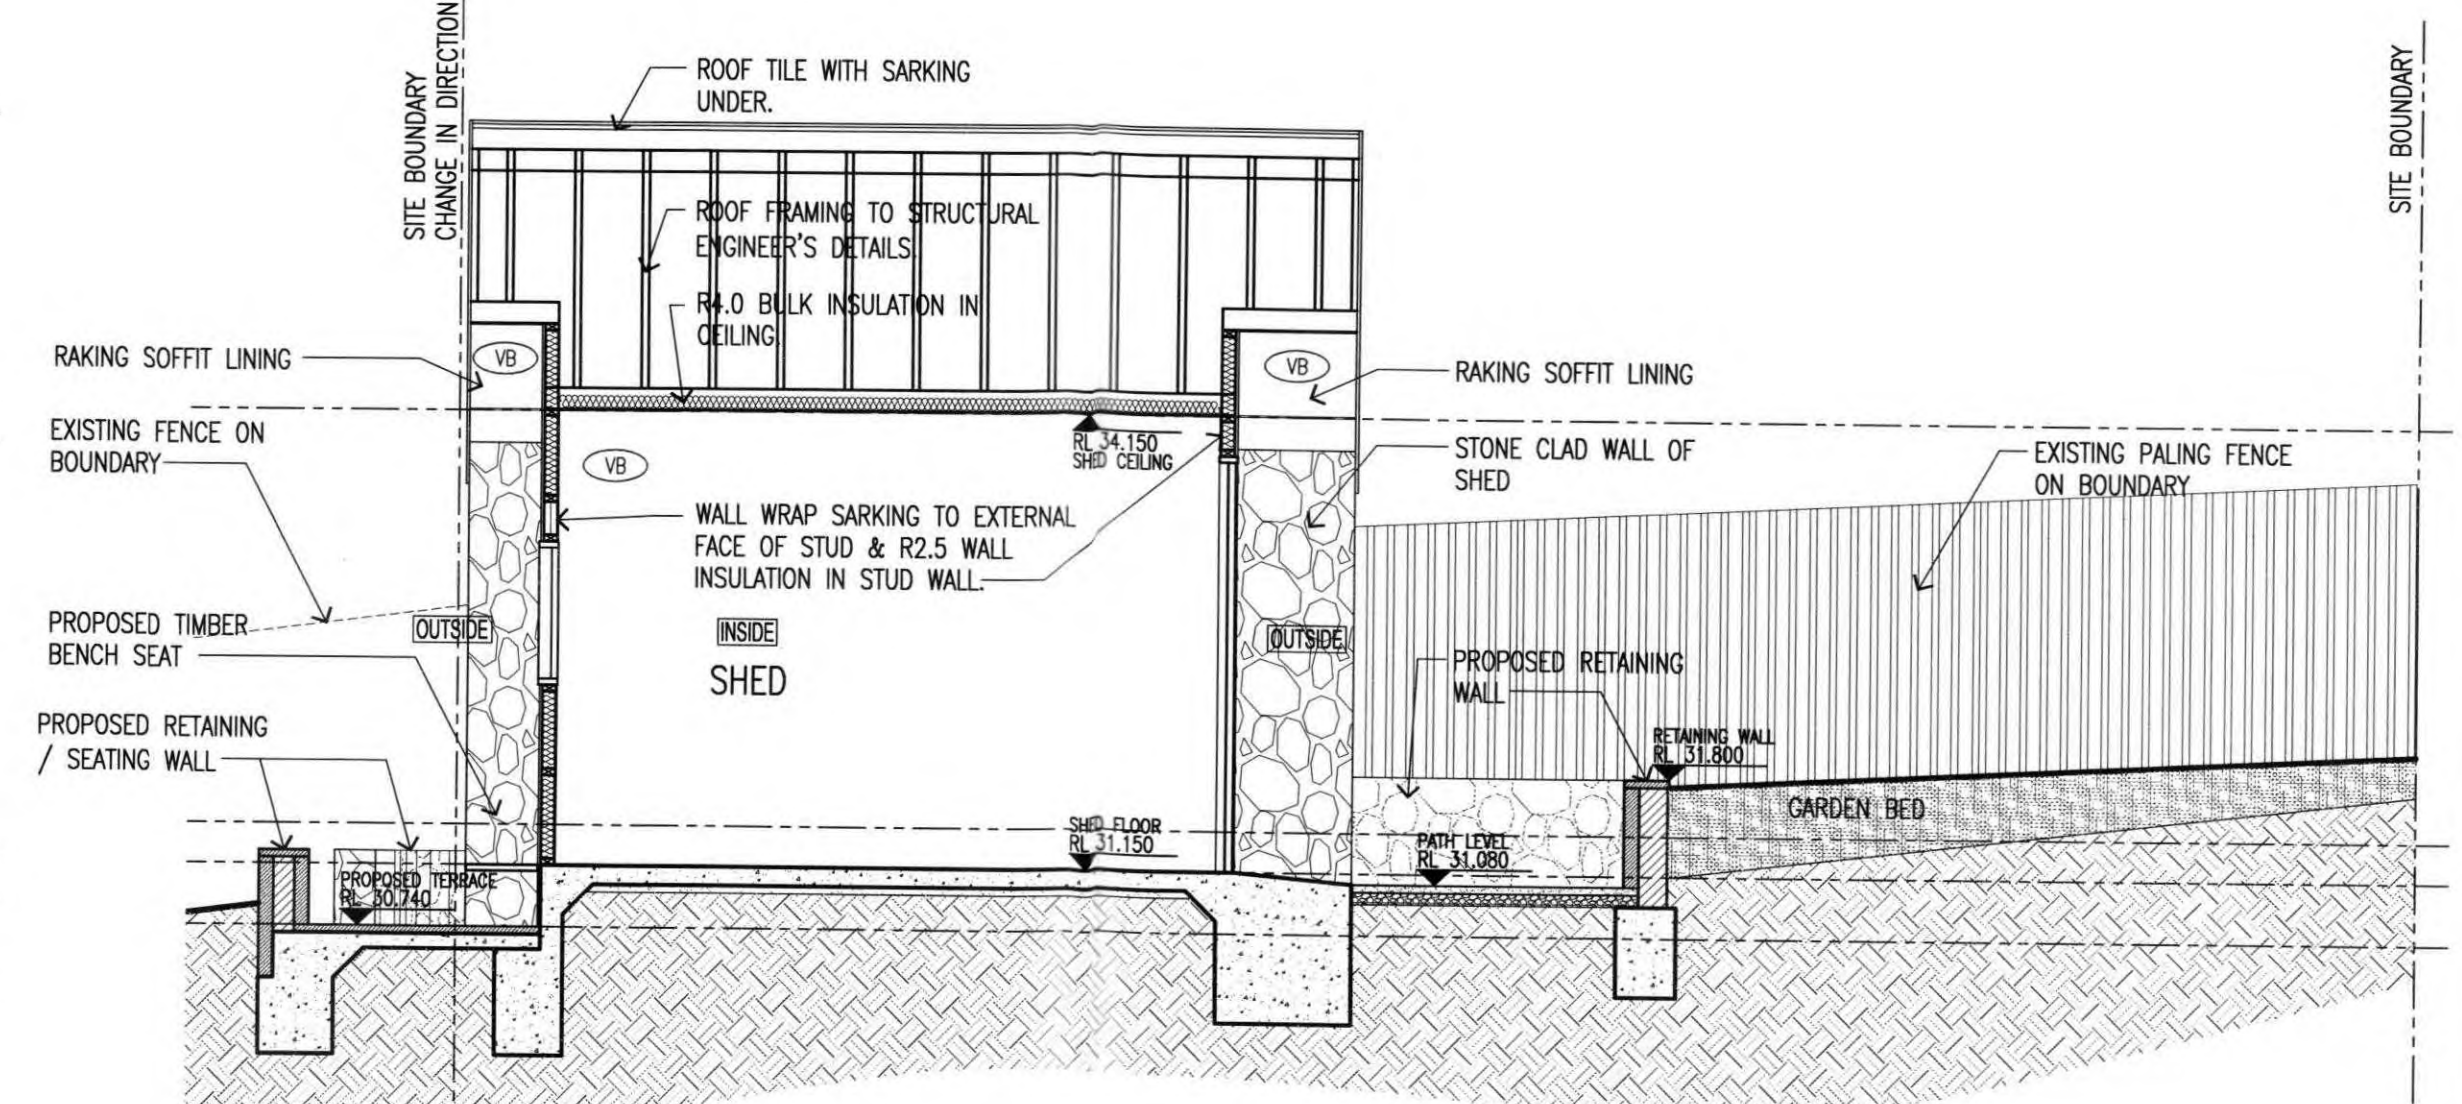 SITE BOUNDARY
CHANGE IN DIRECTION
ROOF TILE WITH SARKING
UNDER.
SITE BOUNDARY
ROOF FRAMING TO STRUCTURAL
ENGINEER'S DETAILS.
R4.0 BULK INSULATION IN
CEILING.
RAKING SOFFIT LINING
VB
VB
RAKING SOFFIT LINING
EXISTING FENCE ON
BOUNDARY
VB
RL 34.150
SHED CEILING
STONE CLAD WALL OF
SHED
EXISTING PALING FENCE
ON BOUNDARY
WALL WRAP SARKING TO EXTERNAL
FACE OF STUD & R2.5 WALL
INSULATION IN STUD WALL.
PROPOSED TIMBER
BENCH SEAT
OUTSIDE
INSIDE
SHED
OUTSIDE
PROPOSED RETAINING
WALL
PROPOSED RETAINING
/ SEATING WALL
RETAINING WALL
RL 31.800
GARDEN BED
SHED FLOOR
RL 31.150
PATH LEVEL
RL 31.080
PROPOSED TERRACE
RL 30.740